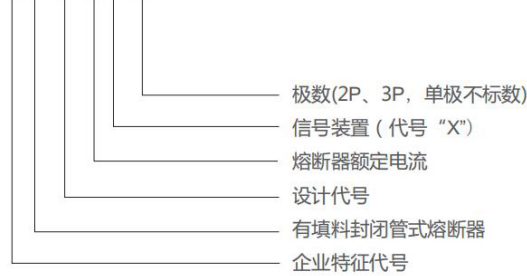 极数(2P、3P，单极不标数)
信号装置（代号“X”）
熔断器额定电流
设计代号
有填料封闭管式熔断器
企业特征代号